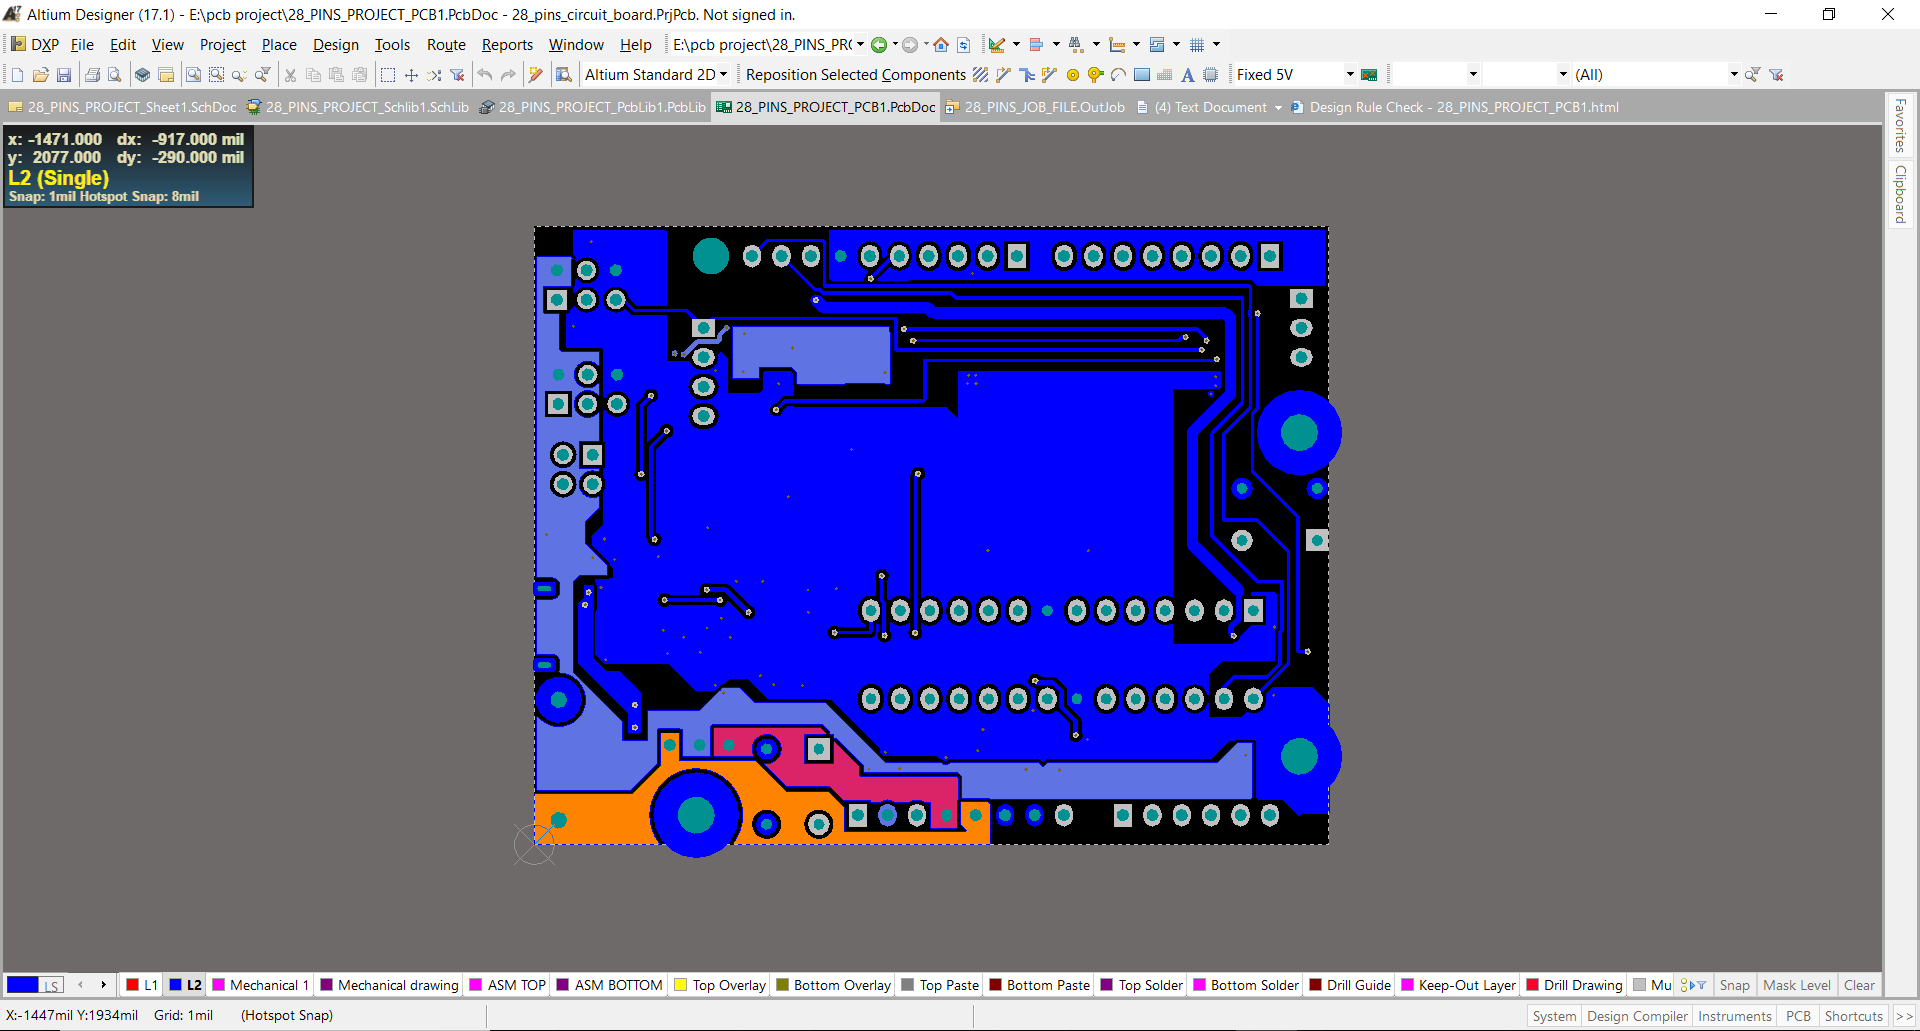 Altium Designer (17.1) - E:\pcb project\28_PINS_PROJECT_PCB1.PcbDoc - 28_pins_circuit_board.PrjPcb. Not signed in.
DXP File Edit View Project Place Design Tools Route Reports Window Help E:\pcb project\28_PINS_PR(
Altium Standard 2D Reposition Selected Components Fixed 5V (All)
28_PINS_PROJECT_Sheet1.SchDoc 28_PINS_PROJECT_Schlib1.SchLib 28_PINS_PROJECT_PcbLib1.PcbLib 28_PINS_PROJECT_PCB1.PcbDoc 28_PINS_JOB_FILE.OutJob (4) Text Document Design Rule Check - 28_PINS_PROJECT_PCB1.html
Favorites
Clipboard
x: -1471.000 dx: -917.000 mil
y: 2077.000 dy: -290.000 mil
L2 (Single)
Snap: 1mil Hotspot Snap: 8mil
LS L1 L2 Mechanical 1 Mechanical drawing ASM TOP ASM BOTTOM Top Overlay Bottom Overlay Top Paste Bottom Paste Top Solder Bottom Solder Drill Guide Keep-Out Layer Drill Drawing Mu Snap Mask Level Clear
X:-1447mil Y:1934mil Grid: 1mil (Hotspot Snap) System Design Compiler Instruments PCB Shortcuts >>